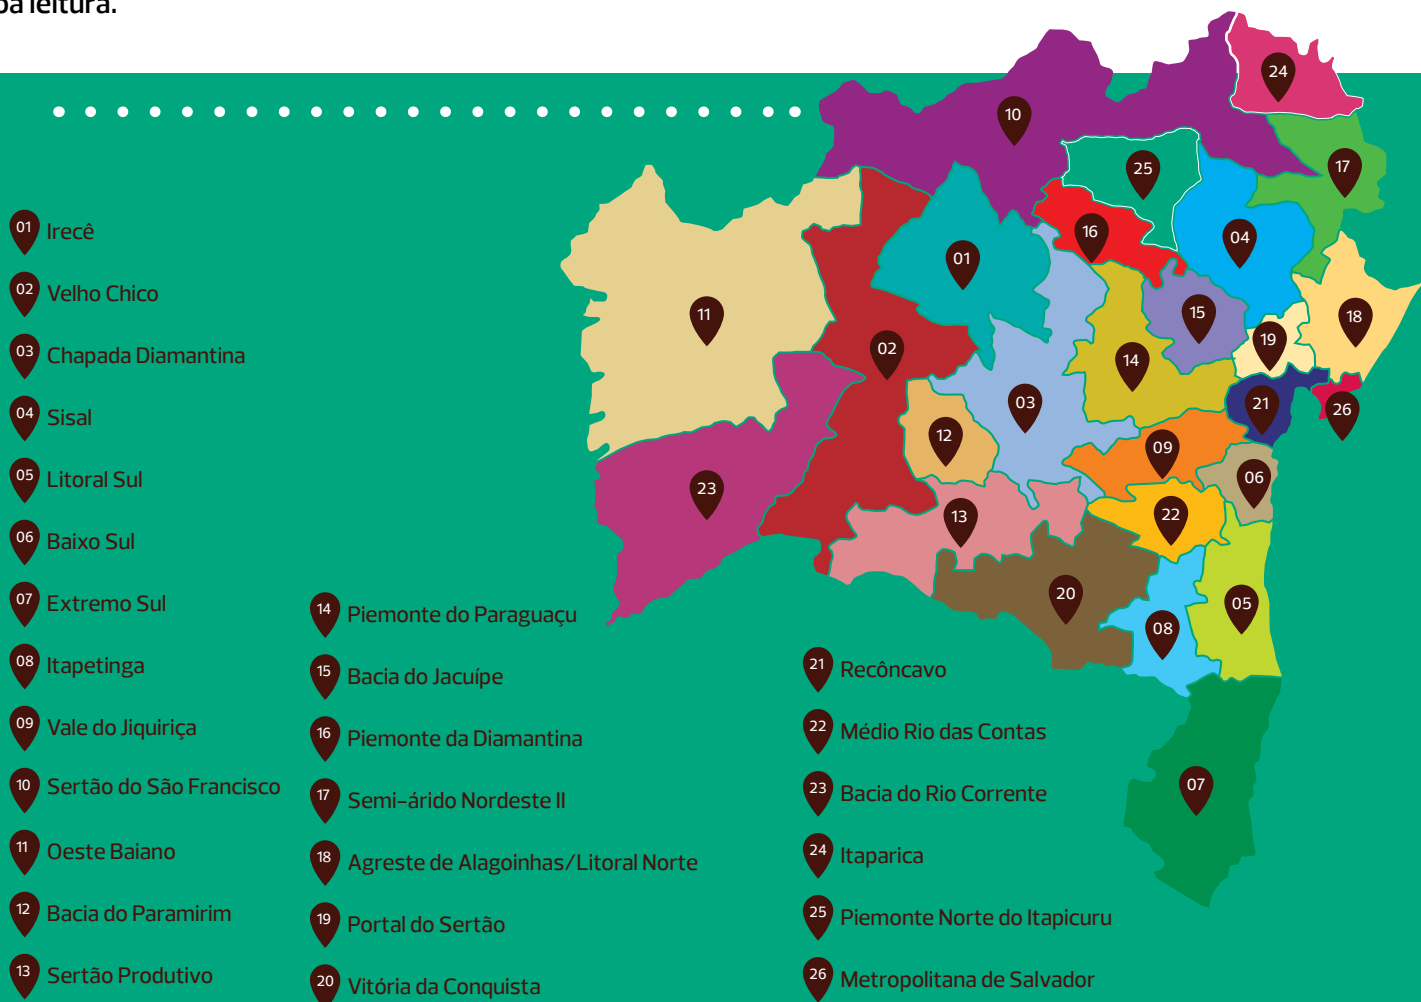 leitura.
01 Irecê
02 Velho Chico
03 Chapada Diamantina
04 Sisal
05 Litoral Sul
06 Baixo Sul
07 Extremo Sul
08 Itapetinga
09 Vale do Jiquiriça
10 Sertão do São Francisco
11 Oeste Baiano
12 Bacia do Paramirim
13 Sertão Produtivo
14 Piemonte do Paraguaçu
15 Bacia do Jacuípe
16 Piemonte da Diamantina
17 Semi-árido Nordeste II
18 Agreste de Alagoinhas/Litoral Norte
19 Portal do Sertão
20 Vitória da Conquista
21 Recôncavo
22 Médio Rio das Contas
23 Bacia do Rio Corrente
24 Itaparica
25 Piemonte Norte do Itapicuru
26 Metropolitana de Salvador
24
10
25
17
16
04
01
11
15
18
02
19
14
03
21
26
12
09
23
06
13
22
20
05
08
07